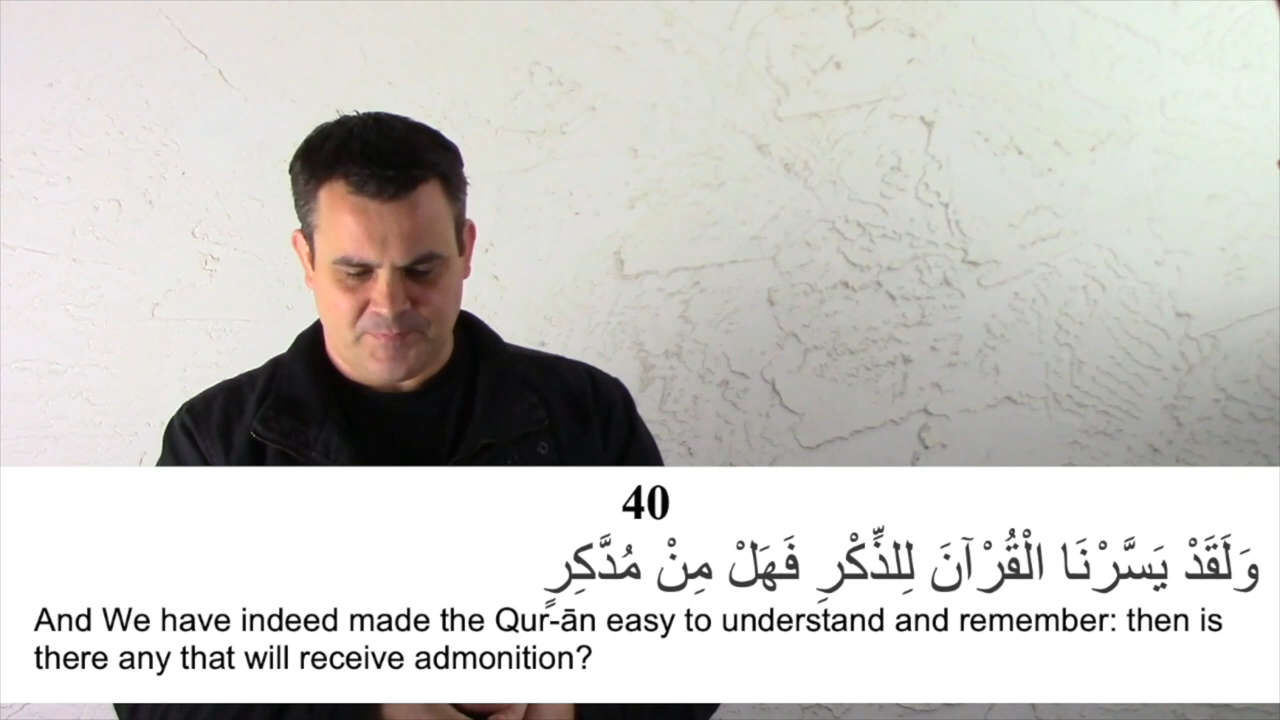 40
وَلَقَدْ يَسَّرْنَا الْقُرْآنَ لِلذِّكْرِ فَهَلْ مِنْ مُدَّكِرٍ
And We have indeed made the Qur-ān easy to understand and remember: then is
there any that will receive admonition?